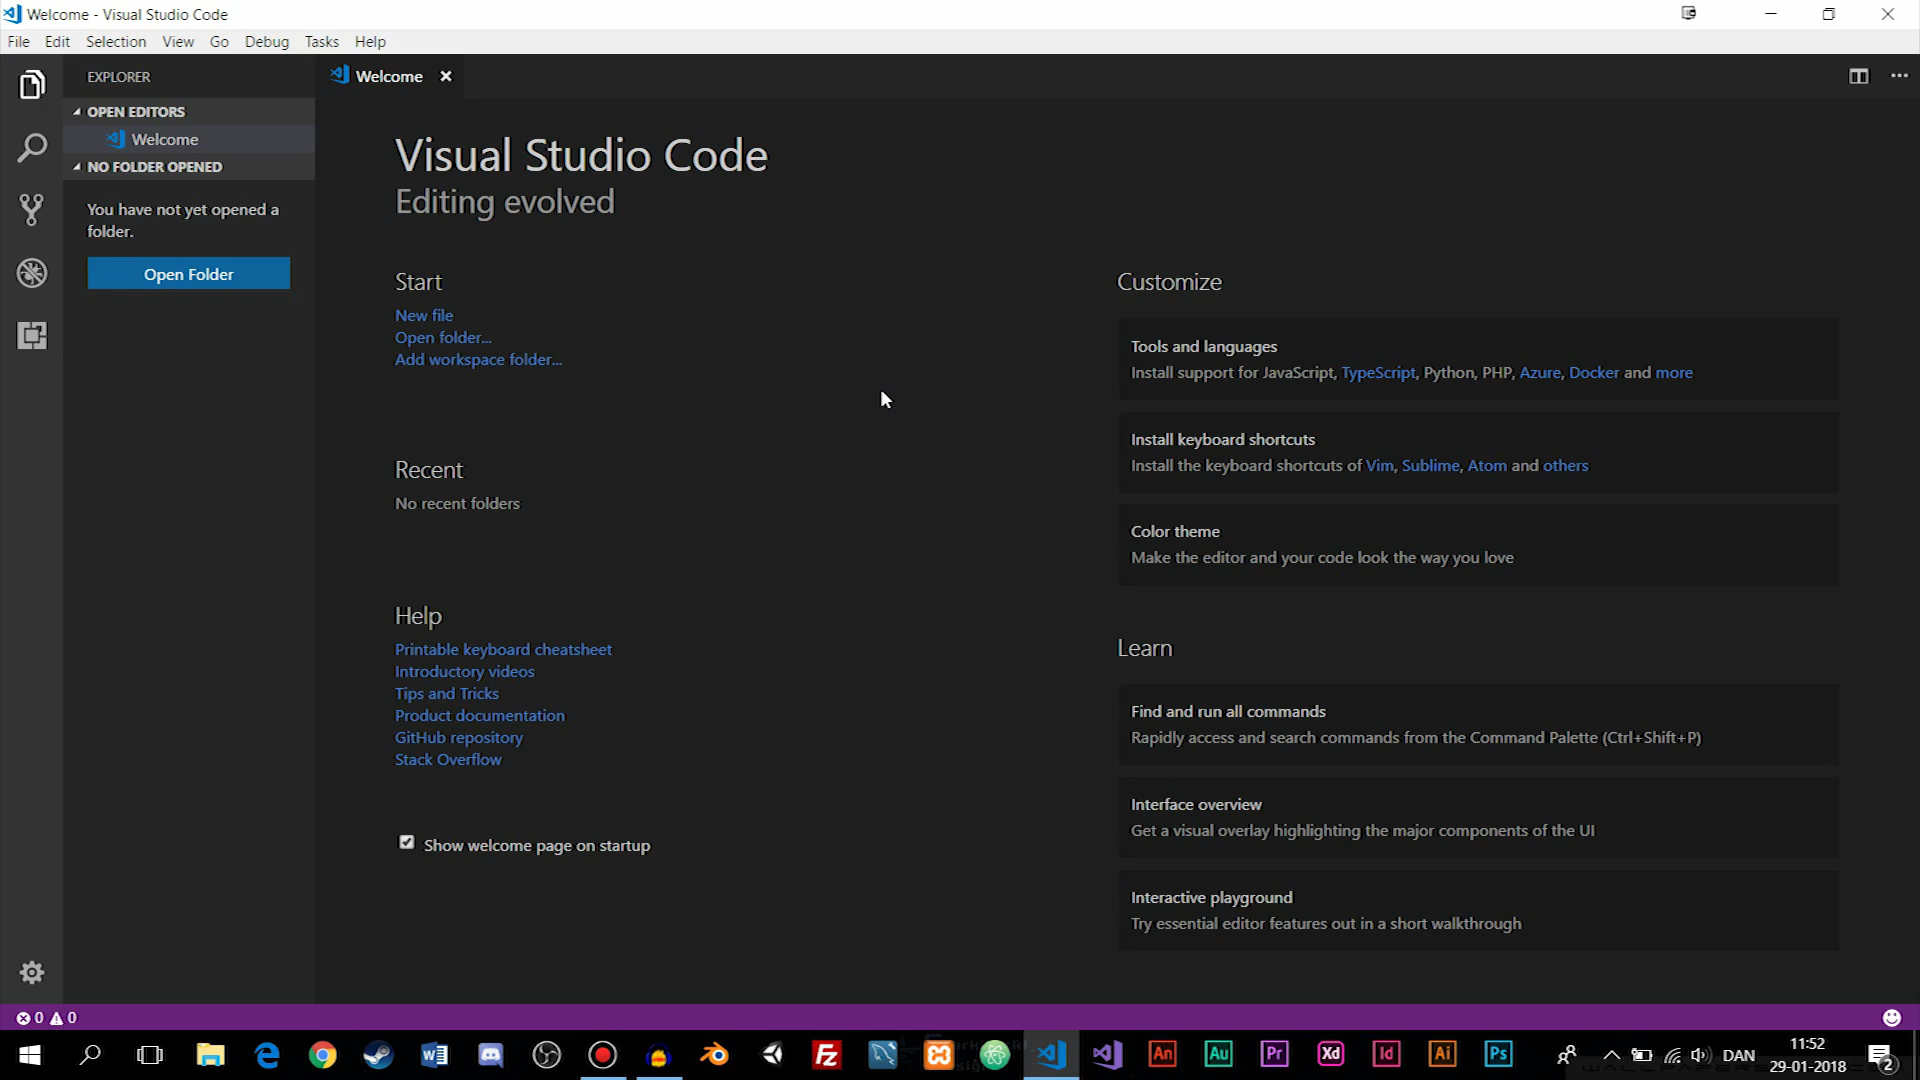 Welcome - Visual Studio Code
File Edit Selection View Go Debug Tasks Help
EXPLORER
OPEN EDITORS
Welcome
NO FOLDER OPENED
You have not yet opened a
folder.
Open Folder
Welcome
Visual Studio Code
Editing evolved
Start
New file
Open folder...
Add workspace folder...
Recent
No recent folders
Help
Printable keyboard cheatsheet
Introductory videos
Tips and Tricks
Product documentation
GitHub repository
Stack Overflow
Show welcome page on startup
Customize
Tools and languages
Install support for JavaScript, TypeScript, Python, PHP, Azure, Docker and more
Install keyboard shortcuts
Install the keyboard shortcuts of Vim, Sublime, Atom and others
Color theme
Make the editor and your code look the way you love
Learn
Find and run all commands
Rapidly access and search commands from the Command Palette (Ctrl+Shift+P)
Interface overview
Get a visual overlay highlighting the major components of the UI
Interactive playground
Try essential editor features out in a short walkthrough
0 0
Fz An Au Pr Xd Id Ai Ps DAN
11:52
29-01-2018
2